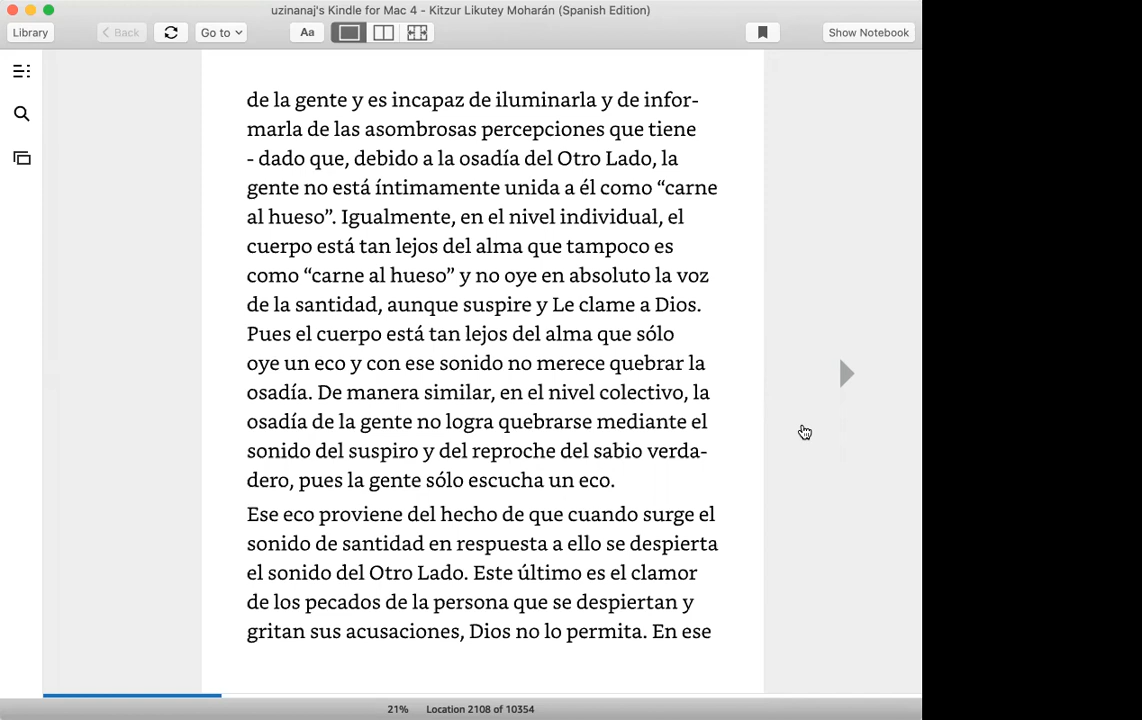 uzinanaj's Kindle for Mac 4 - Kitzur Likutey Moharán (Spanish Edition)
Library
Back
Go to
Aa
Show Notebook
de la gente y es incapaz de iluminarla y de infor-
marla de las asombrosas percepciones que tiene
- dado que, debido a la osadía del Otro Lado, la
gente no está íntimamente unida a él como “carne
al hueso”. Igualmente, en el nivel individual, el
cuerpo está tan lejos del alma que tampoco es
como “carne al hueso” y no oye en absoluto la voz
de la santidad, aunque suspire y Le clame a Dios.
Pues el cuerpo está tan lejos del alma que sólo
oye un eco y con ese sonido no merece quebrar la
osadía. De manera similar, en el nivel colectivo, la
osadía de la gente no logra quebrarse mediante el
sonido del suspiro y del reproche del sabio verda-
dero, pues la gente sólo escucha un eco.
Ese eco proviene del hecho de que cuando surge el
sonido de santidad en respuesta a ello se despierta
el sonido del Otro Lado. Este último es el clamor
de los pecados de la persona que se despiertan y
gritan sus acusaciones, Dios no lo permita. En ese
21% Location 2108 of 10354